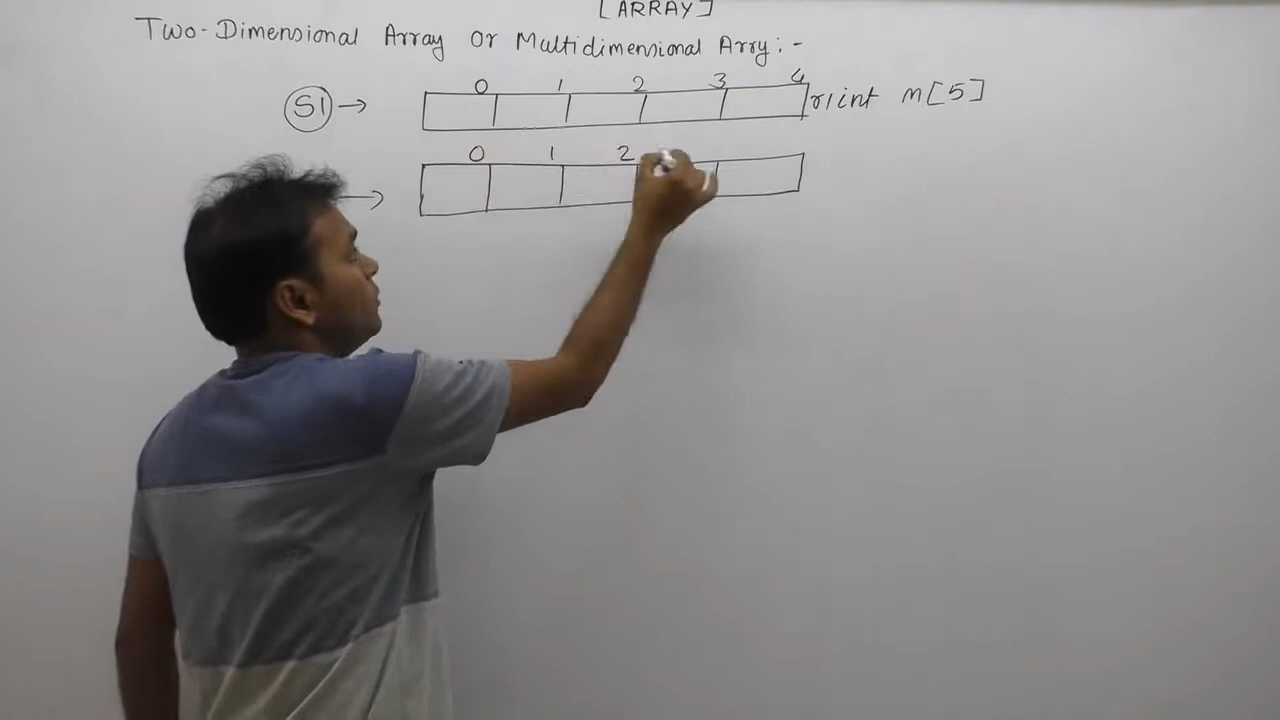 [ARRAY]
Two-Dimensional Array Or Multidimensional Arry:-
0 1 2 3 4
S1 → int m[5]
0 1 2